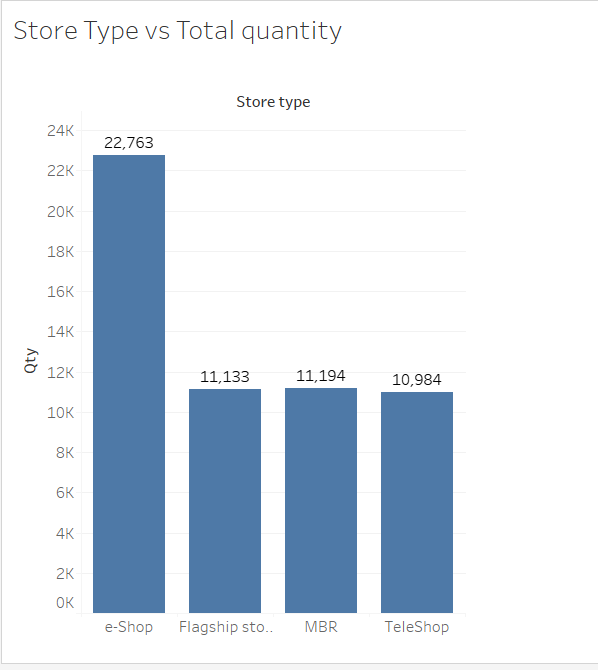 Store Type vs Total quantity
Store type
24K
22K
20K
18K
16K
14K
12K
10K
8K
6K
4K
2K
0K
Qty
22,763
11,133
11,194
10,984
e-Shop
Flagship sto..
MBR
TeleShop